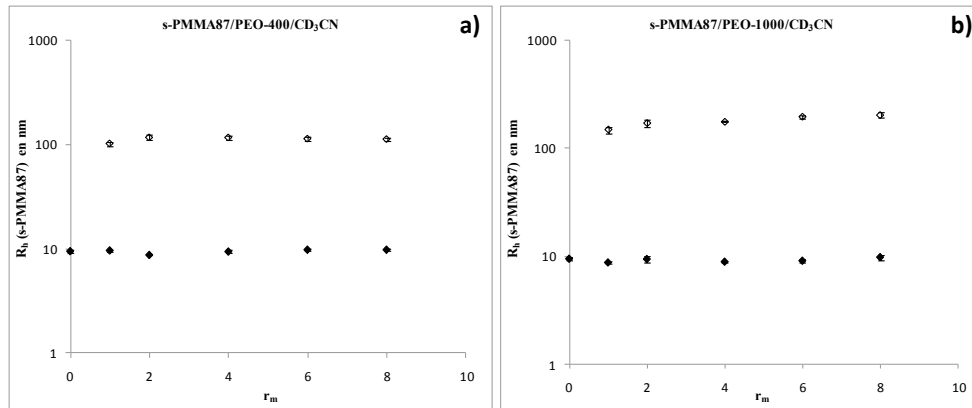 s-PMMA87/PEO-400/CD₃CN
a)
1000
100
10
1
Rₕ (s-PMMA87) en nm
0 2 4 6 8 10
rₘ
s-PMMA87/PEO-1000/CD₃CN
b)
1000
100
10
1
Rₕ (s-PMMA87) en nm
0 2 4 6 8 10
rₘ